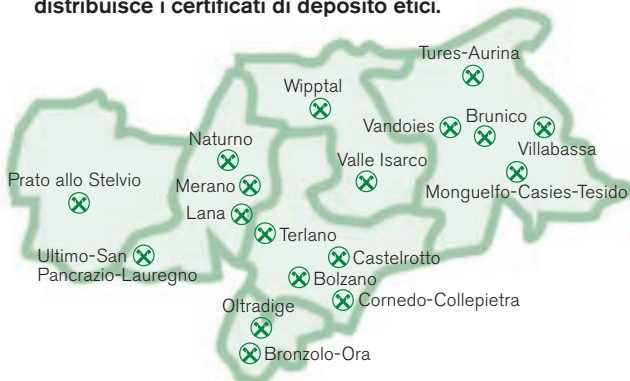 distribuisce i certificati di deposito etici.
Tures-Aurina
Wipptal
Vandoies
Brunico
Villabassa
Naturno
Valle Isarco
Prato allo Stelvio
Merano
Monguelfo-Casies-Tesido
Lana
Terlano
Ultimo-San
Pancrazio-Lauregno
Castelrotto
Bolzano
Oltradige
Cornedo-Collepietra
Bronzolo-Ora